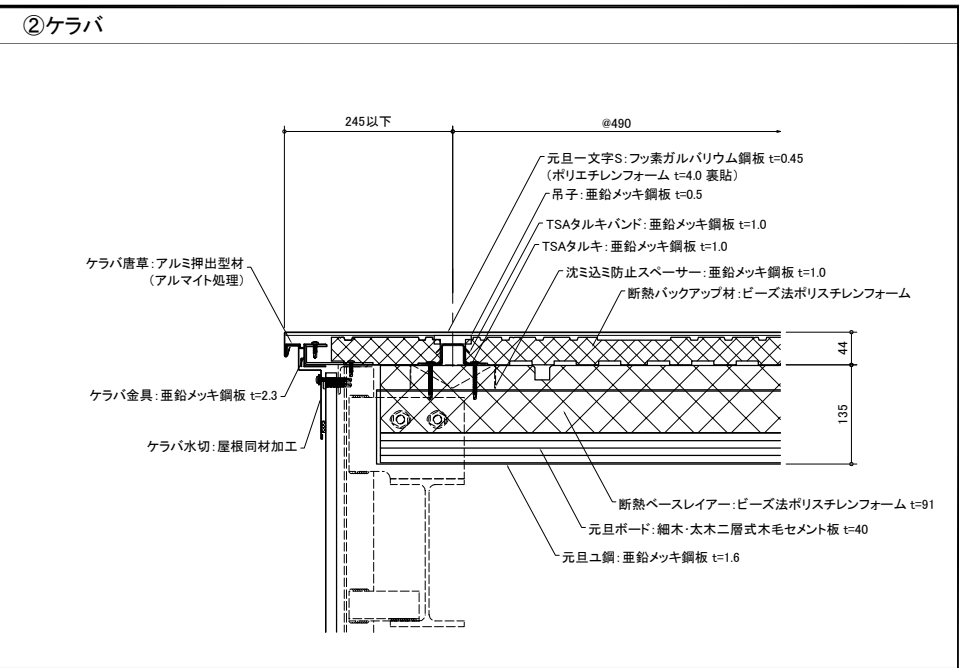 ②ケラバ
245以下
@490
元旦一文字S:フッ素ガルバリウム鋼板 t=0.45
(ポリエチレンフォーム t=4.0 裏貼)
吊子:亜鉛メッキ鋼板 t=0.5
TSAタルキバンド:亜鉛メッキ鋼板 t=1.0
TSAタルキ:亜鉛メッキ鋼板 t=1.0
沈ミ込ミ防止スペーサー:亜鉛メッキ鋼板 t=1.0
断熱バックアップ材:ビーズ法ポリスチレンフォーム
ケラバ唐草:アルミ押出型材
(アルマイト処理)
44
ケラバ金具:亜鉛メッキ鋼板 t=2.3
135
ケラバ水切:屋根同材加工
断熱ベースレイアー:ビーズ法ポリスチレンフォーム t=91
元旦ボード:細木・太木二層式木毛セメント板 t=40
元旦ユ鋼:亜鉛メッキ鋼板 t=1.6